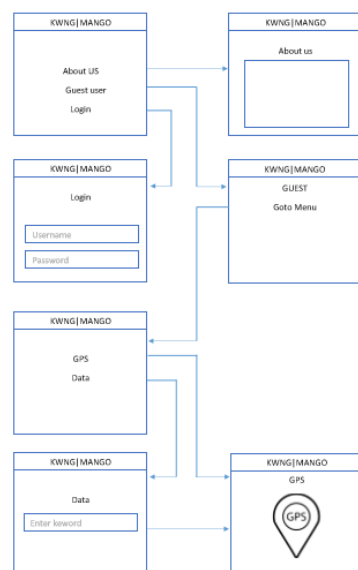 KWNG|MANGO
About US
Guest user
Login
KWNG|MANGO
About us
KWNG|MANGO
Login
Username
Password
KWNG|MANGO
GUEST
Goto Menu
KWNG|MANGO
GPS
Data
KWNG|MANGO
Data
Enter keword
KWNG|MANGO
GPS
GPS